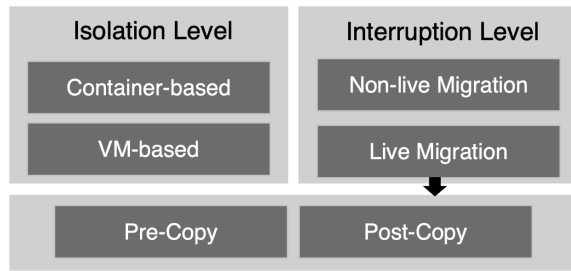 Isolation Level
Container-based
VM-based
Interruption Level
Non-live Migration
Live Migration
Pre-Copy
Post-Copy